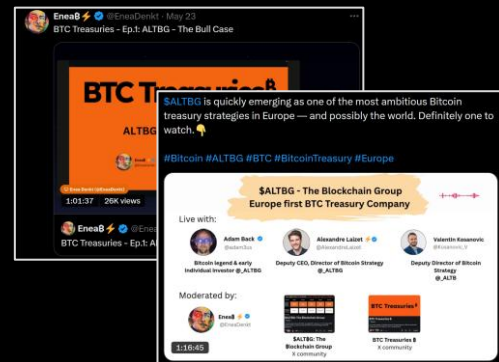 EneaB⚡ @EneaDenkt · May 23
BTC Treasuries - Ep.1: ALTBG - The Bull Case
BTC
ALTBG
1:01:37 26K views
EneaB⚡
BTC Treasuries - Ep.1:
$ALTBG is quickly emerging as one of the most ambitious Bitcoin
treasury strategies in Europe — and possibly the world. Definitely one to
watch.👇
#Bitcoin #ALTBG #BTC #BitcoinTreasury #Europe
$ALTBG - The Blockchain Group
Europe first BTC Treasury Company
Live with:
Adam Back
Bitcoin legend & early
individual Investor @_ALTBG
Alexandre Laizet⚡
@AlexandreLaizet
Deputy CEO, Director of Bitcoin Strategy
@_ALTBG
Valentin Kosanovic
Deputy Director of Bitcoin
Strategy
@_ALTB
Moderated by:
EneaB⚡
@EneaDenkt
$ALTBG: The
Blockchain Group
X community
BTC Treasuries ₿
X community
1:16:45